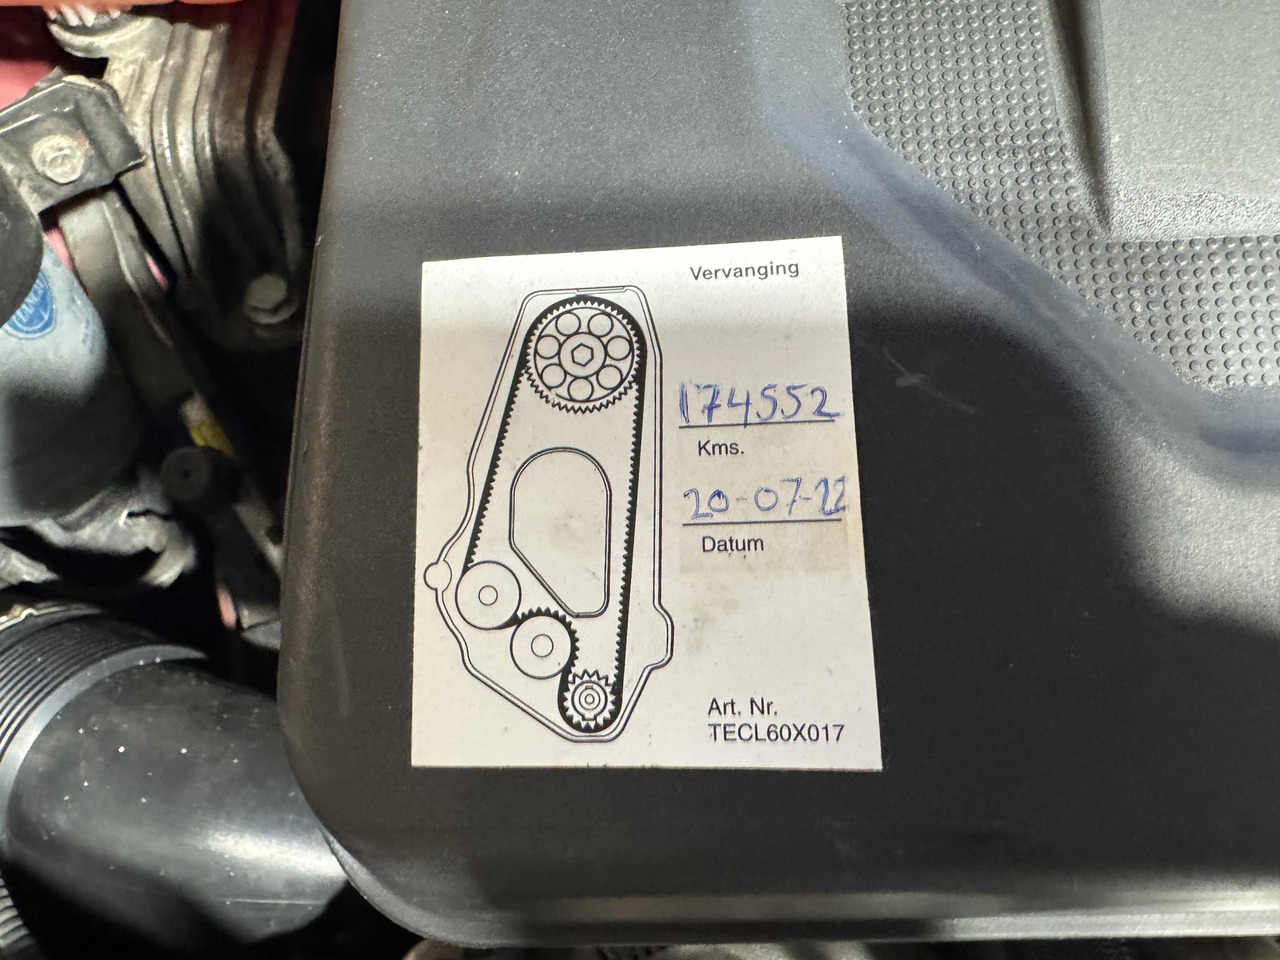 Vervanging
174552
Kms.
20-07-22
Datum
Art. Nr.
TECL60X017